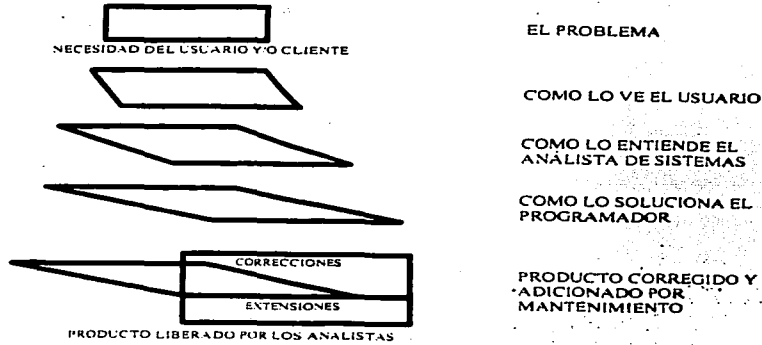 EL PROBLEMA
NECESIDAD DEL USUARIO Y/O CLIENTE
COMO LO VE EL USUARIO
COMO LO ENTIENDE EL
ANÁLISTA DE SISTEMAS
COMO LO SOLUCIONA EL
PROGRAMADOR
CORRECCIONES
EXTENSIONES
PRODUCTO CORREGIDO Y
ADICIONADO POR
MANTENIMIENTO
PRODUCTO LIBERADO POR LOS ANALISTAS